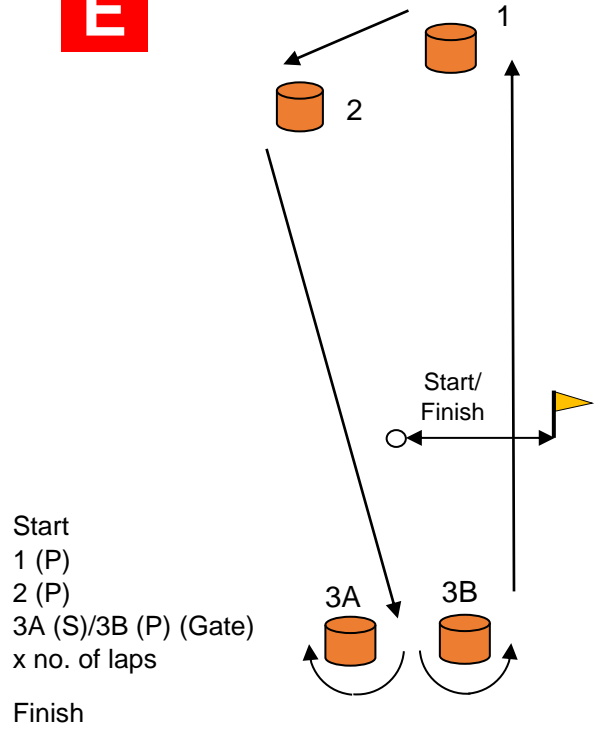 E
1
2
Start/
Finish
3A
3B
Start
1 (P)
2 (P)
3A (S)/3B (P) (Gate)
x no. of laps
Finish